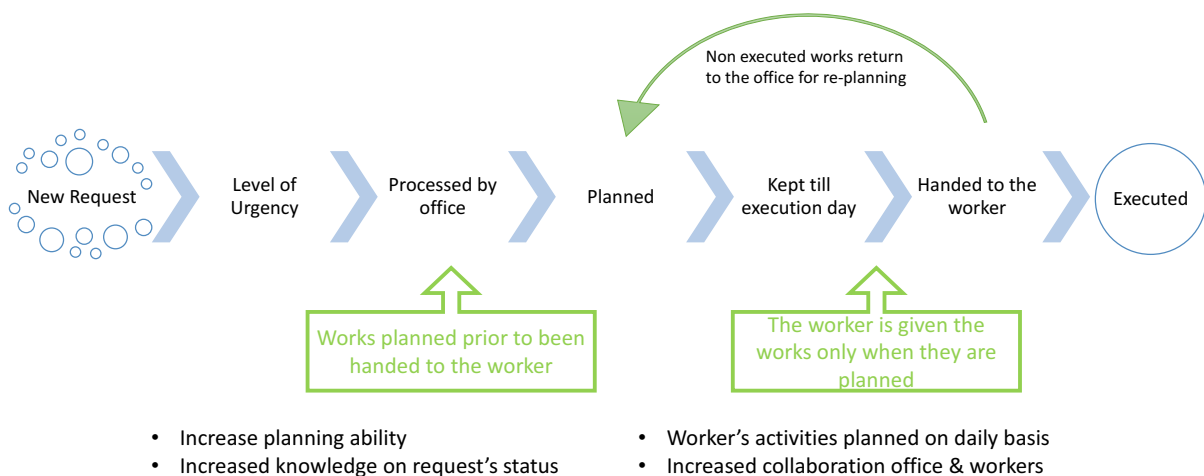 Non executed works return
to the office for re-planning
New Request
Level of
Urgency
Processed by
office
Planned
Kept till
execution day
Handed to the
worker
Executed
Works planned prior to been
handed to the worker
The worker is given the
works only when they are
planned
• Increase planning ability
• Increased knowledge on request's status
• Worker's activities planned on daily basis
• Increased collaboration office & workers